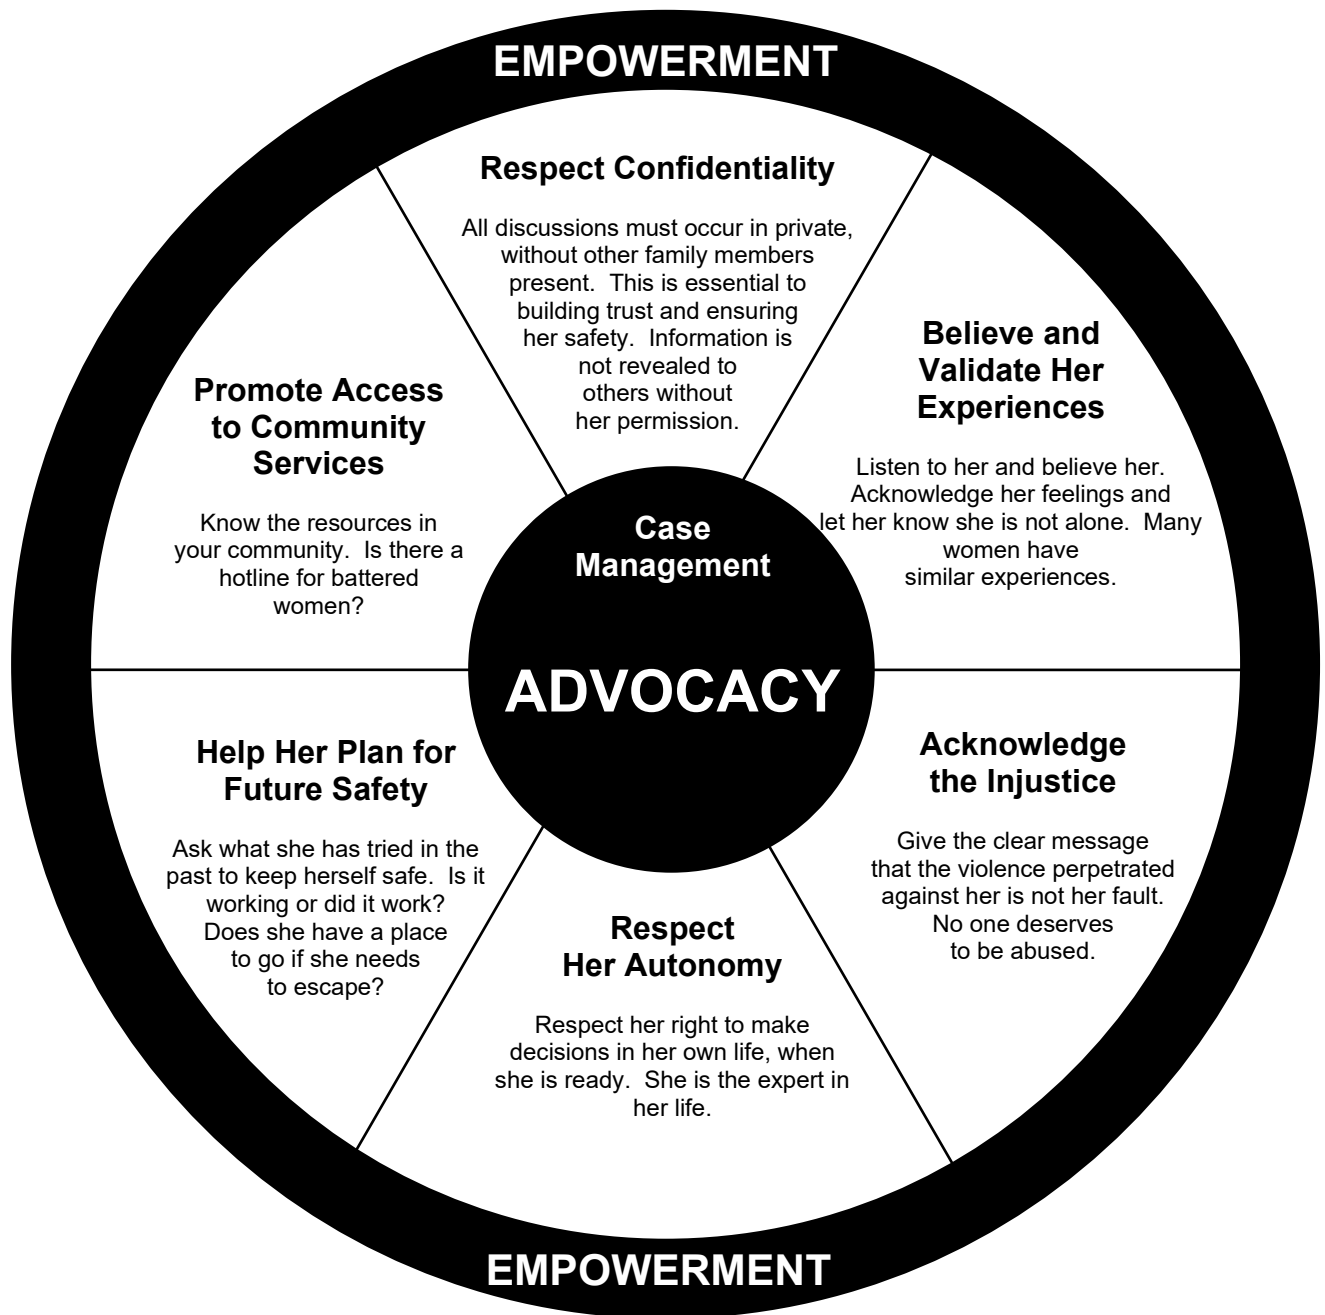 EMPOWERMENT
Respect Confidentiality
All discussions must occur in private,
without other family members
present.  This is essential to
building trust and ensuring
her safety.  Information is
not revealed to
others without
her permission.
Believe and
Validate Her
Experiences
Listen to her and believe her.
Acknowledge her feelings and
let her know she is not alone.  Many
women have
similar experiences.
Acknowledge
the Injustice
Give the clear message
that the violence perpetrated
against her is not her fault.
No one deserves
to be abused.
Respect
Her Autonomy
Respect her right to make
decisions in her own life, when
she is ready.  She is the expert in
her life.
Help Her Plan for
Future Safety
Ask what she has tried in the
past to keep herself safe.  Is it
working or did it work?
Does she have a place
to go if she needs
to escape?
Promote Access
to Community
Services
Know the resources in
your community.  Is there a
hotline for battered
women?
Case
Management
ADVOCACY
EMPOWERMENT